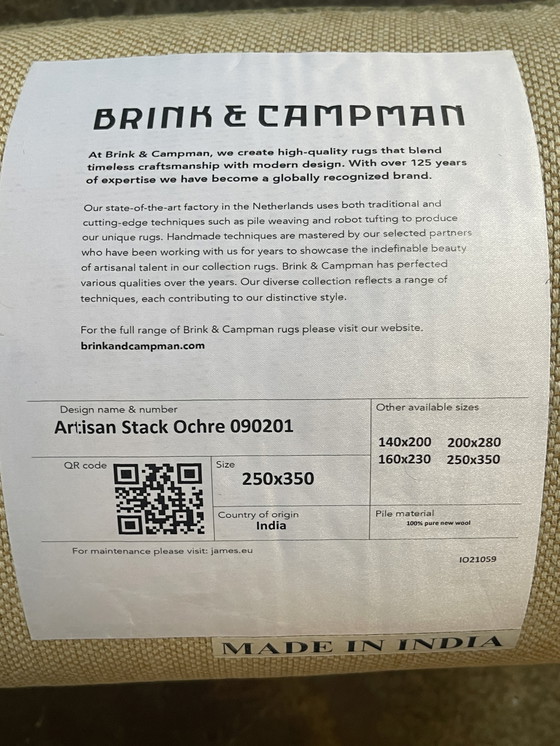 BRINK & CAMPMAN
At Brink & Campman, we create high-quality rugs that blend
timeless craftsmanship with modern design. With over 125 years
of expertise we have become a globally recognized brand.
Our state-of-the-art factory in the Netherlands uses both traditional and
cutting-edge techniques such as pile weaving and robot tufting to produce
our unique rugs. Handmade techniques are mastered by our selected partners
who have been working with us for years to showcase the indefinable beauty
of artisanal talent in our collection rugs. Brink & Campman has perfected
various qualities over the years. Our diverse collection reflects a range of
techniques, each contributing to our distinctive style.
For the full range of Brink & Campman rugs please visit our website.
brinkandcampman.com
Design name & number
Artisan Stack Ochre 090201
Other available sizes
140x200 200x280
160x230 250x350
QR code
Size
250x350
Country of origin
India
Pile material
100% pure new wool
For maintenance please visit: james.eu
IO21059
MADE IN INDIA